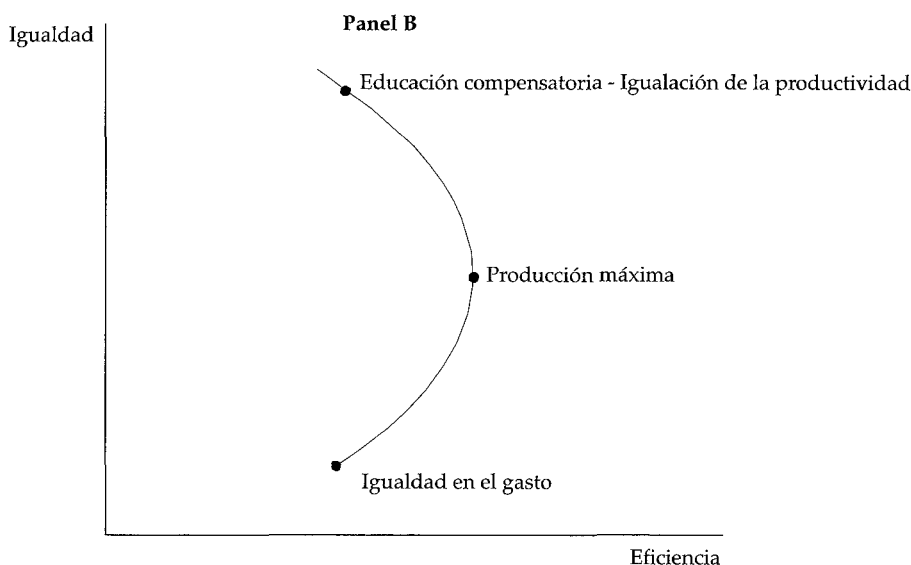 Panel B
Igualdad
Educación compensatoria - Igualación de la productividad
Producción máxima
Igualdad en el gasto
Eficiencia